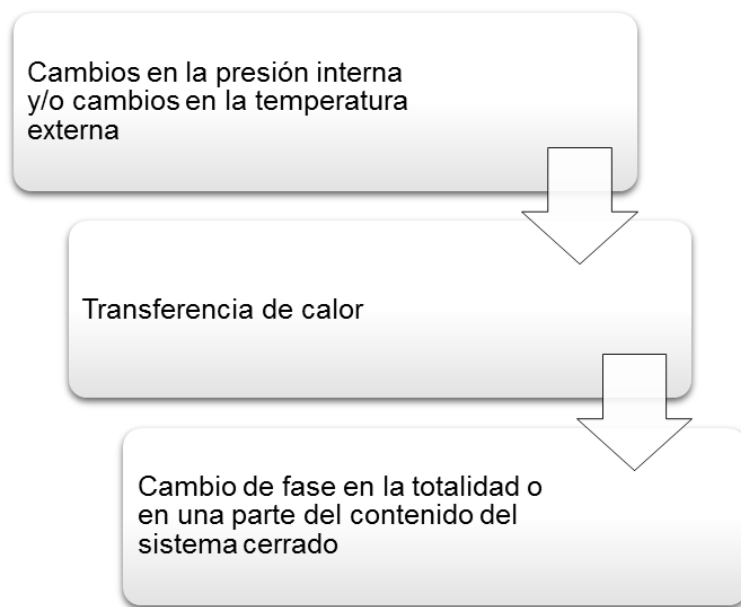 Cambios en la presión interna
y/o cambios en la temperatura
externa
Transferencia de calor
Cambio de fase en la totalidad o
en una parte del contenido del
sistema cerrado